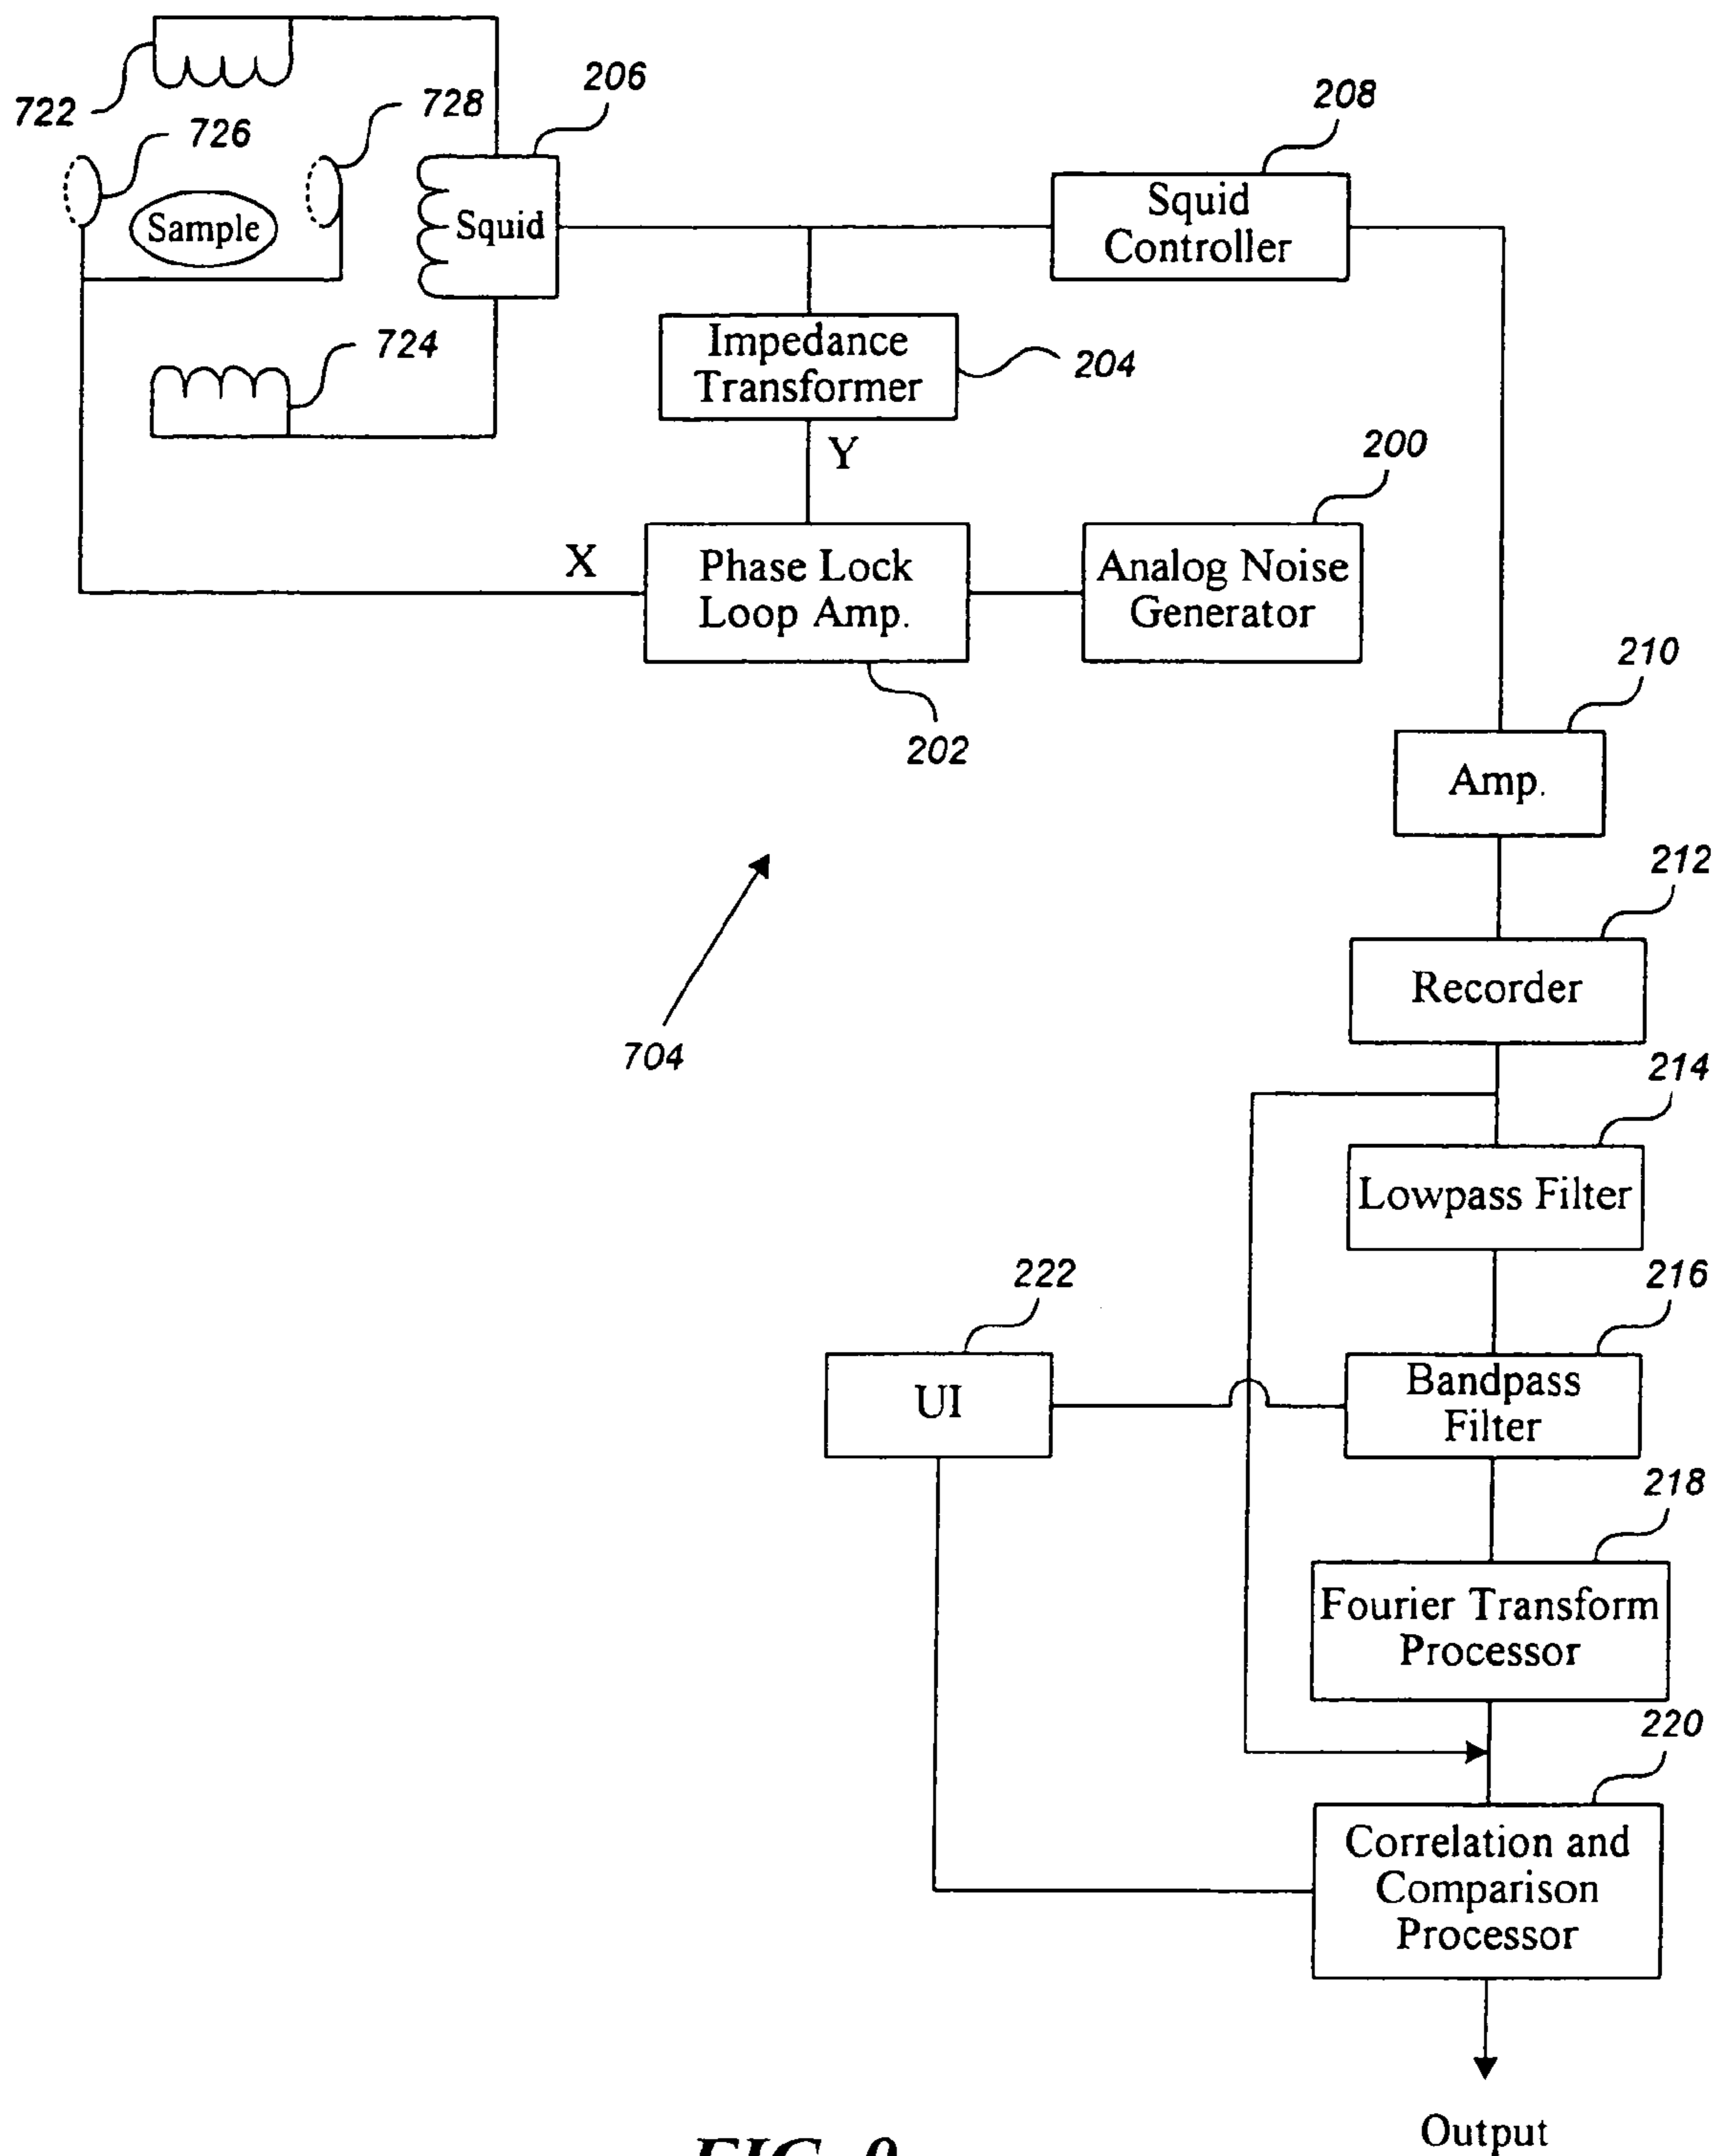 722
726
728
206
208
Sample
Squid
Squid
Controller
724
Impedance
Transformer
204
Y
200
X
Phase Lock
Loop Amp.
Analog Noise
Generator
202
210
Amp.
212
Recorder
704
214
Lowpass Filter
222
216
UI
Bandpass
Filter
218
Fourier Transform
Processor
220
Correlation and
Comparison
Processor
Output